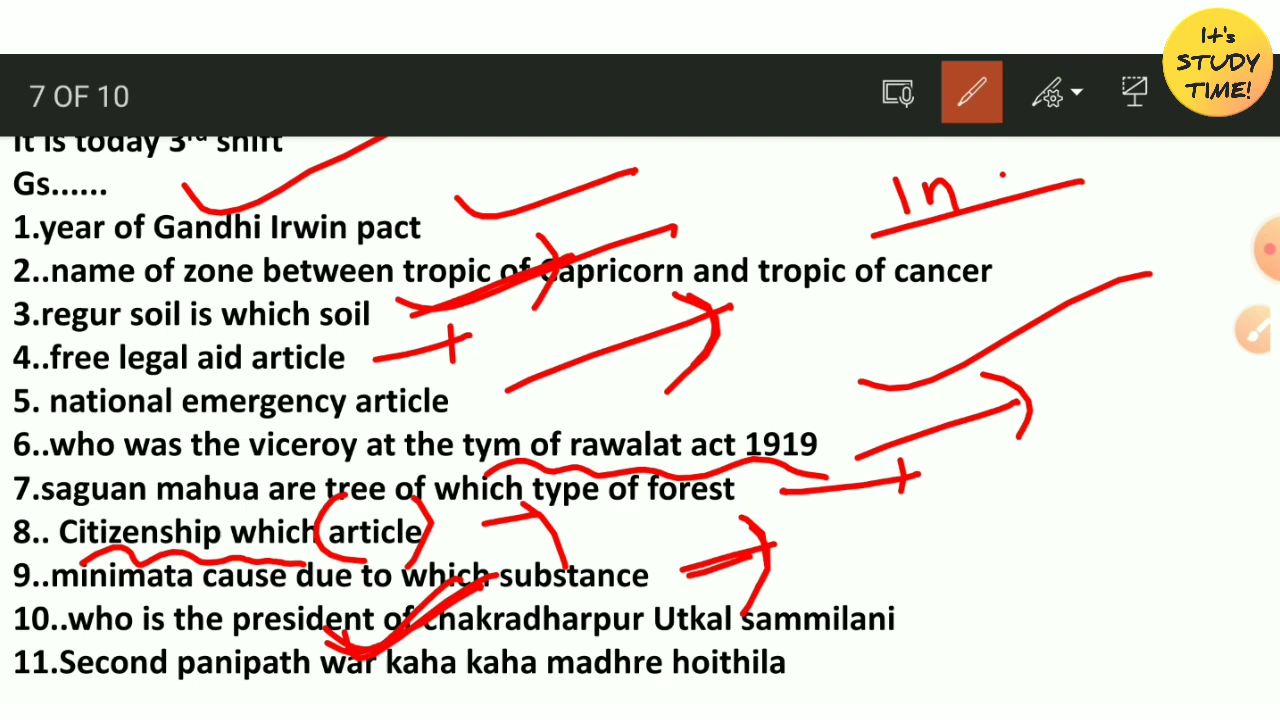 It's
STUDY
TIME!
7 OF 10
It is today 3rd shift
Gs......
In
1.year of Gandhi Irwin pact
2..name of zone between tropic of Capricorn and tropic of cancer
3.regur soil is which soil
4..free legal aid article
5. national emergency article
6..who was the viceroy at the tym of rawalat act 1919
7.saguan mahua are tree of which type of forest
8.. Citizenship which article
9..minimata cause due to which substance
10..who is the president of chakradharpur Utkal sammilani
11.Second panipath war kaha kaha madhre hoithila